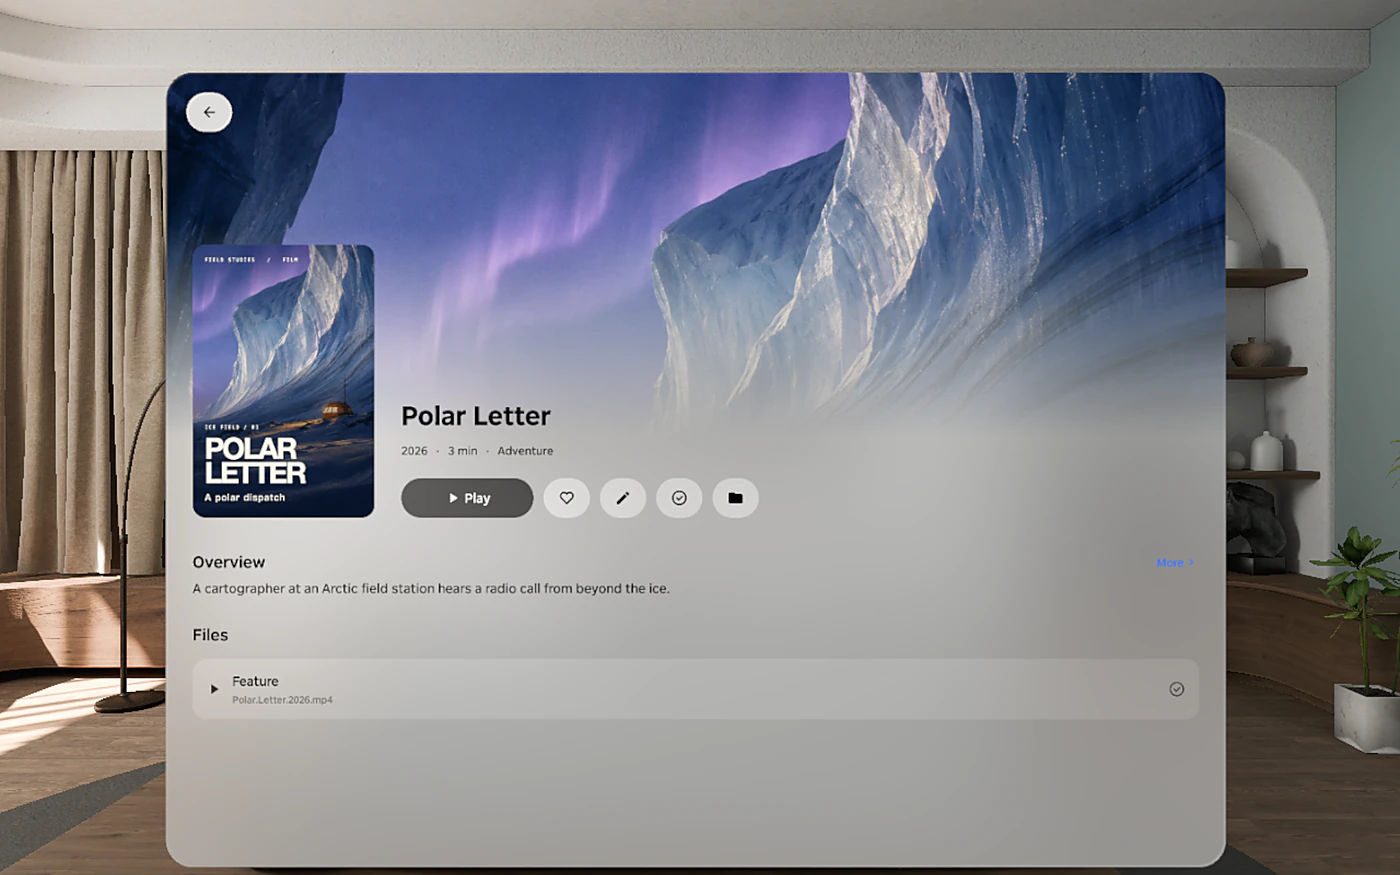 FIELD STUDIES / FILM
ICE FIELD / 03
POLAR
LETTER
A polar dispatch
Polar Letter
2026 · 3 min · Adventure
Play
Overview
More
A cartographer at an Arctic field station hears a radio call from beyond the ice.
Files
Feature
Polar.Letter.2026.mp4